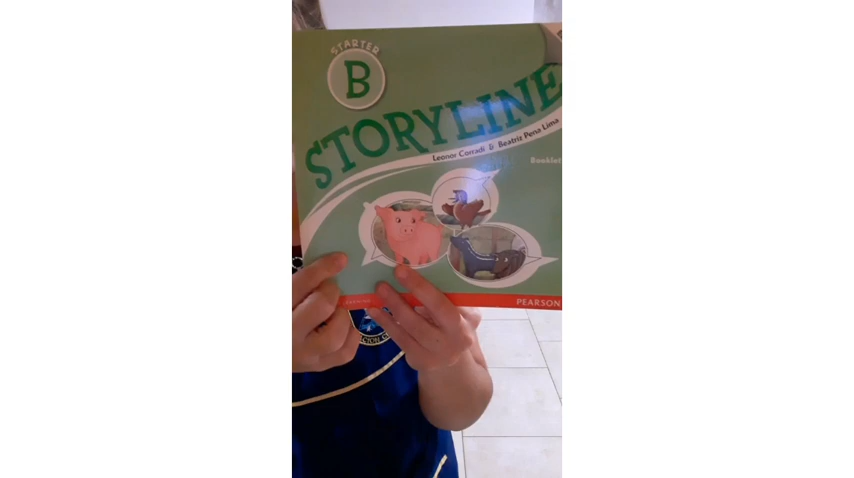 STARTER
B
STORYLINE
Leonor Corradi & Beatriz Pena Lima
Booklet
PEARSON